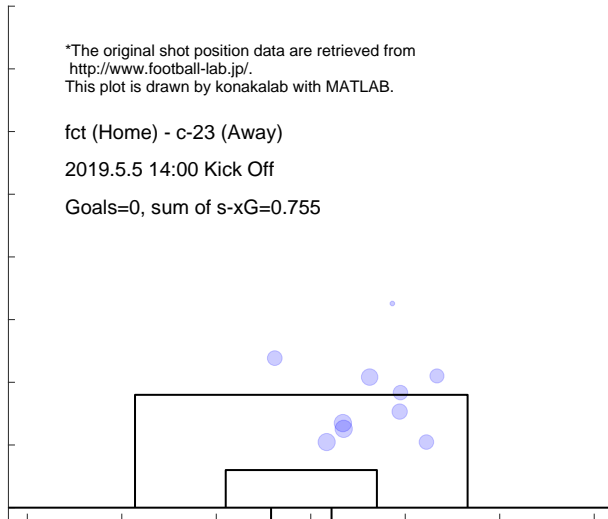 *The original shot position data are retrieved from
http://www.football-lab.jp/.
This plot is drawn by konakalab with MATLAB.
fct (Home) - c-23 (Away)
2019.5.5 14:00 Kick Off
Goals=0, sum of s-xG=0.755